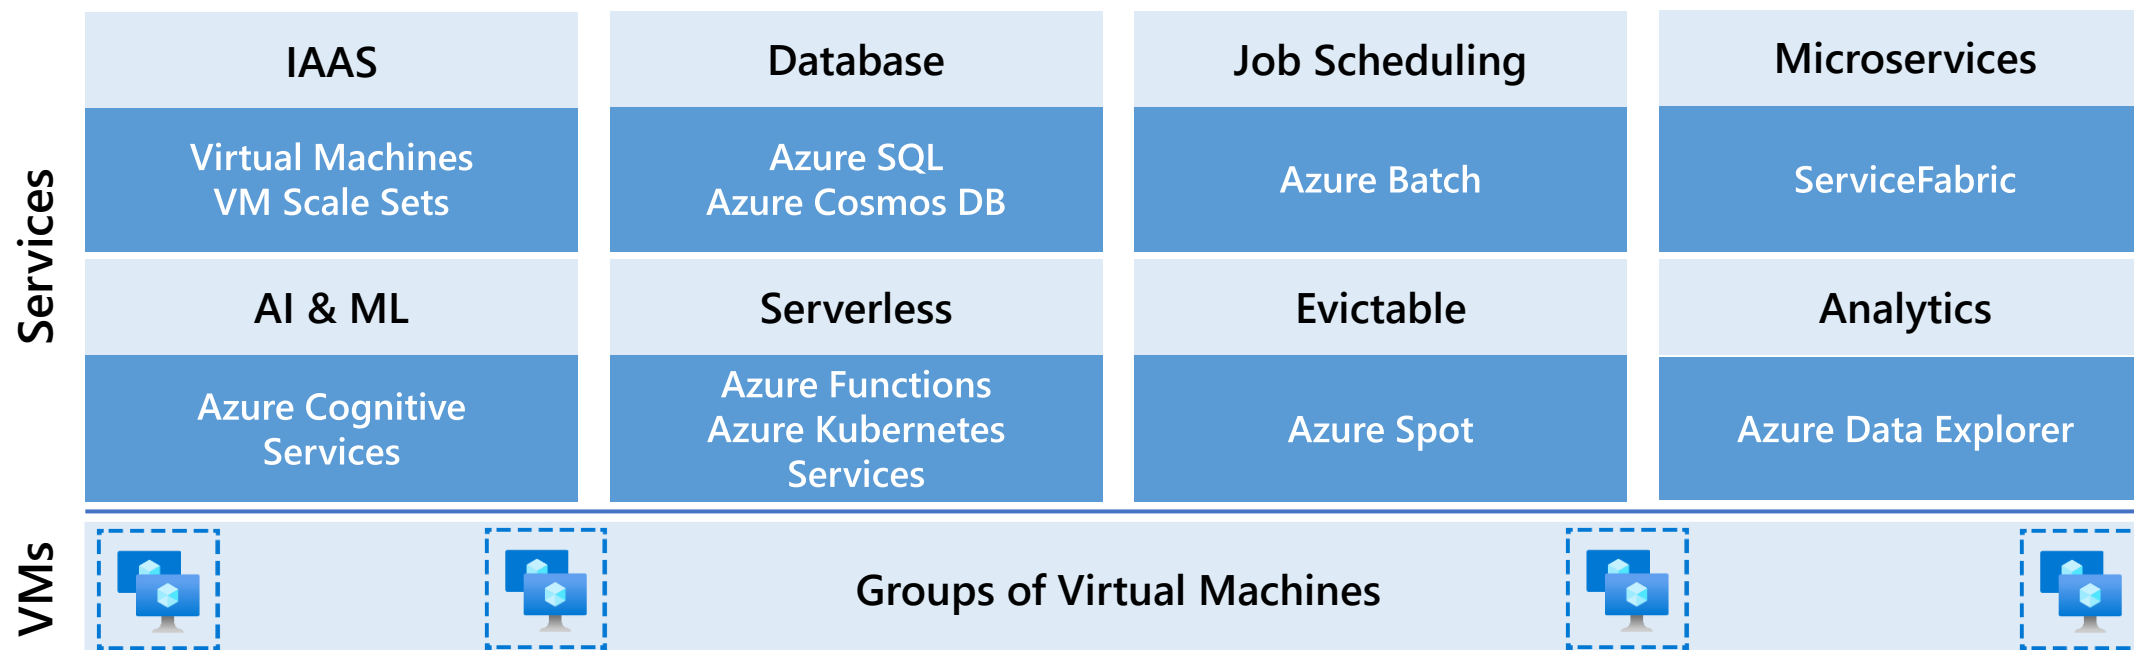 Services
IAAS
Virtual Machines
VM Scale Sets
Database
Azure SQL
Azure Cosmos DB
Job Scheduling
Azure Batch
Microservices
ServiceFabric
AI & ML
Azure Cognitive
Services
Serverless
Azure Functions
Azure Kubernetes
Services
Evictable
Azure Spot
Analytics
Azure Data Explorer
VMs
Groups of Virtual Machines